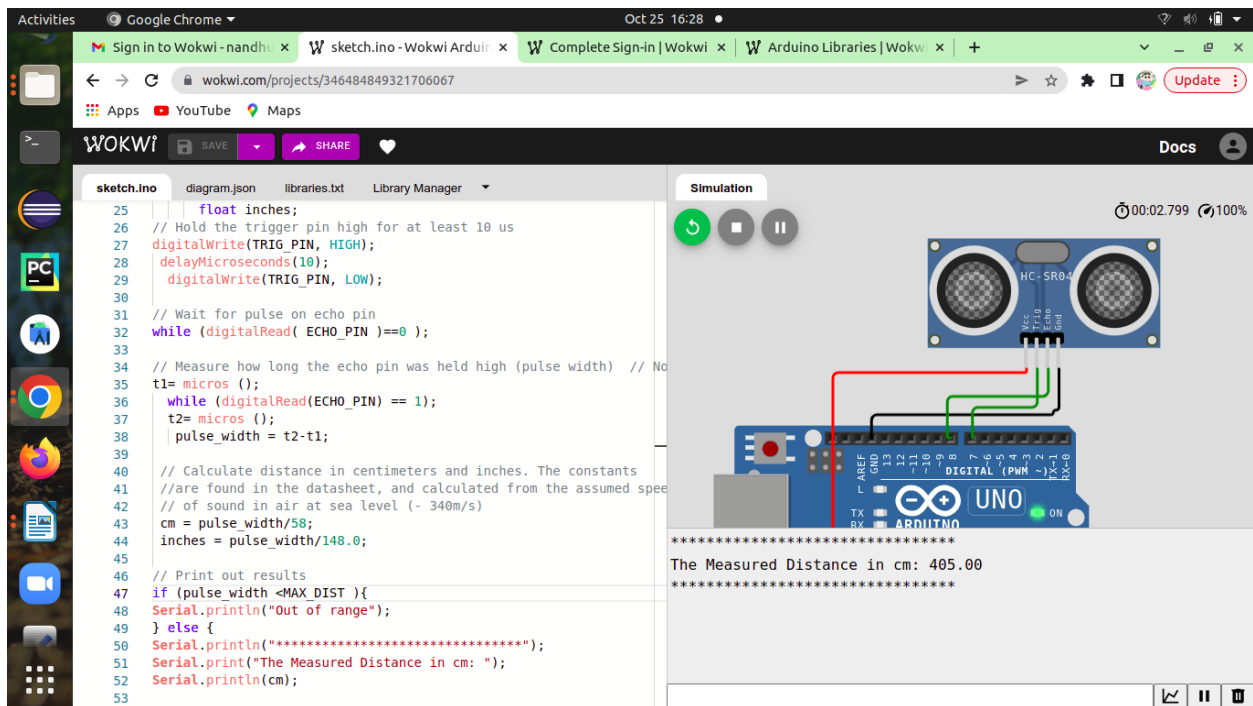 Activities
Google Chrome
Oct 25 16:28
Sign in to Wokwi - nandhu
sketch.ino - Wokwi Arduin
Complete Sign-in | Wokwi
Arduino Libraries | Wokw
wokwi.com/projects/346484849321706067
Update
Apps
YouTube
Maps
WOKWI
SAVE
SHARE
Docs
sketch.ino
diagram.json
libraries.txt
Library Manager
25 float inches;
26 // Hold the trigger pin high for at least 10 us
27 digitalWrite(TRIG_PIN, HIGH);
28 delayMicroseconds(10);
29 digitalWrite(TRIG_PIN, LOW);
30
31 // Wait for pulse on echo pin
32 while (digitalRead( ECHO_PIN )==0 );
33
34 // Measure how long the echo pin was held high (pulse width) // No
35 t1= micros ();
36 while (digitalRead(ECHO_PIN) == 1);
37 t2= micros ();
38 pulse_width = t2-t1;
39
40 // Calculate distance in centimeters and inches. The constants
41 //are found in the datasheet, and calculated from the assumed spee
42 // of sound in air at sea level (- 340m/s)
43 cm = pulse_width/58;
44 inches = pulse_width/148.0;
45
46 // Print out results
47 if (pulse_width <MAX_DIST ){
48 Serial.println("Out of range");
49 } else {
50 Serial.println("********************************");
51 Serial.print("The Measured Distance in cm: ");
52 Serial.println(cm);
53
Simulation
00:02.799
100%
HC-SR04
Vcc
Trig
Echo
Gnd
AREF
GND
13
12
~11
~10
~9
8
7
~6
~5
4
~3
2
TX→1
RX←0
DIGITAL (PWM ~)
L
TX
RX
UNO
ON
ARDUINO
********************************
The Measured Distance in cm: 405.00
********************************
PC